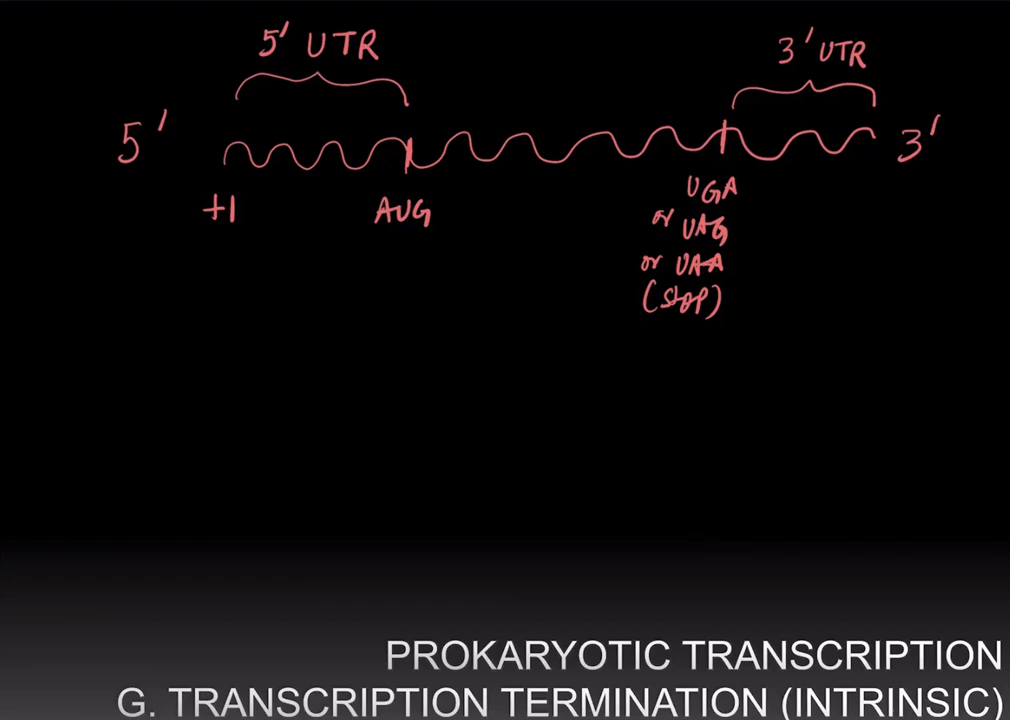 5' UTR
3' UTR
5'
3'
+1
AUG
UGA
or UAG
or UAA
(stop)
PROKARYOTIC TRANSCRIPTION
G. TRANSCRIPTION TERMINATION (INTRINSIC)